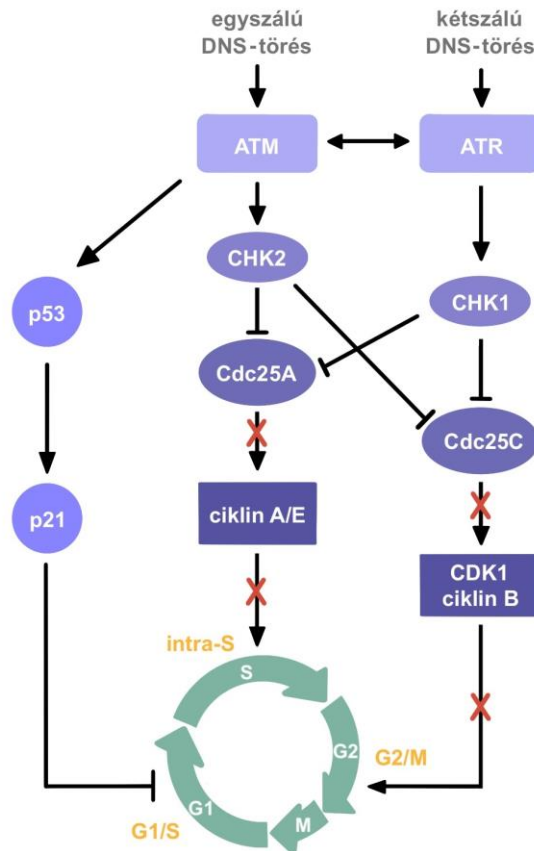 egyszálú
DNS-törés
kétszálú
DNS-törés
ATM
ATR
CHK2
CHK1
p53
Cdc25A
Cdc25C
p21
ciklin A/E
CDK1
ciklin B
intra-S
S
G2
G2/M
G1
M
G1/S